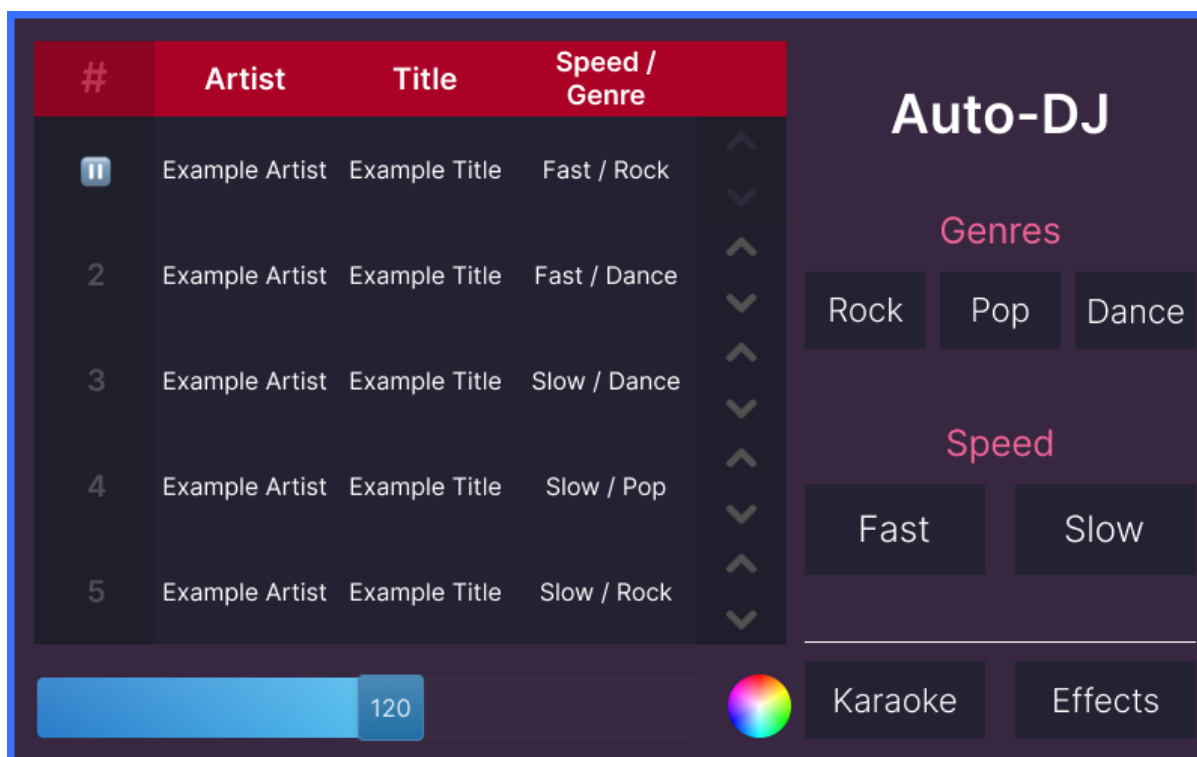 # Artist Title Speed / Genre
Example Artist Example Title Fast / Rock
2 Example Artist Example Title Fast / Dance
3 Example Artist Example Title Slow / Dance
4 Example Artist Example Title Slow / Pop
5 Example Artist Example Title Slow / Rock
120
Auto-DJ
Genres
Rock Pop Dance
Speed
Fast Slow
Karaoke Effects